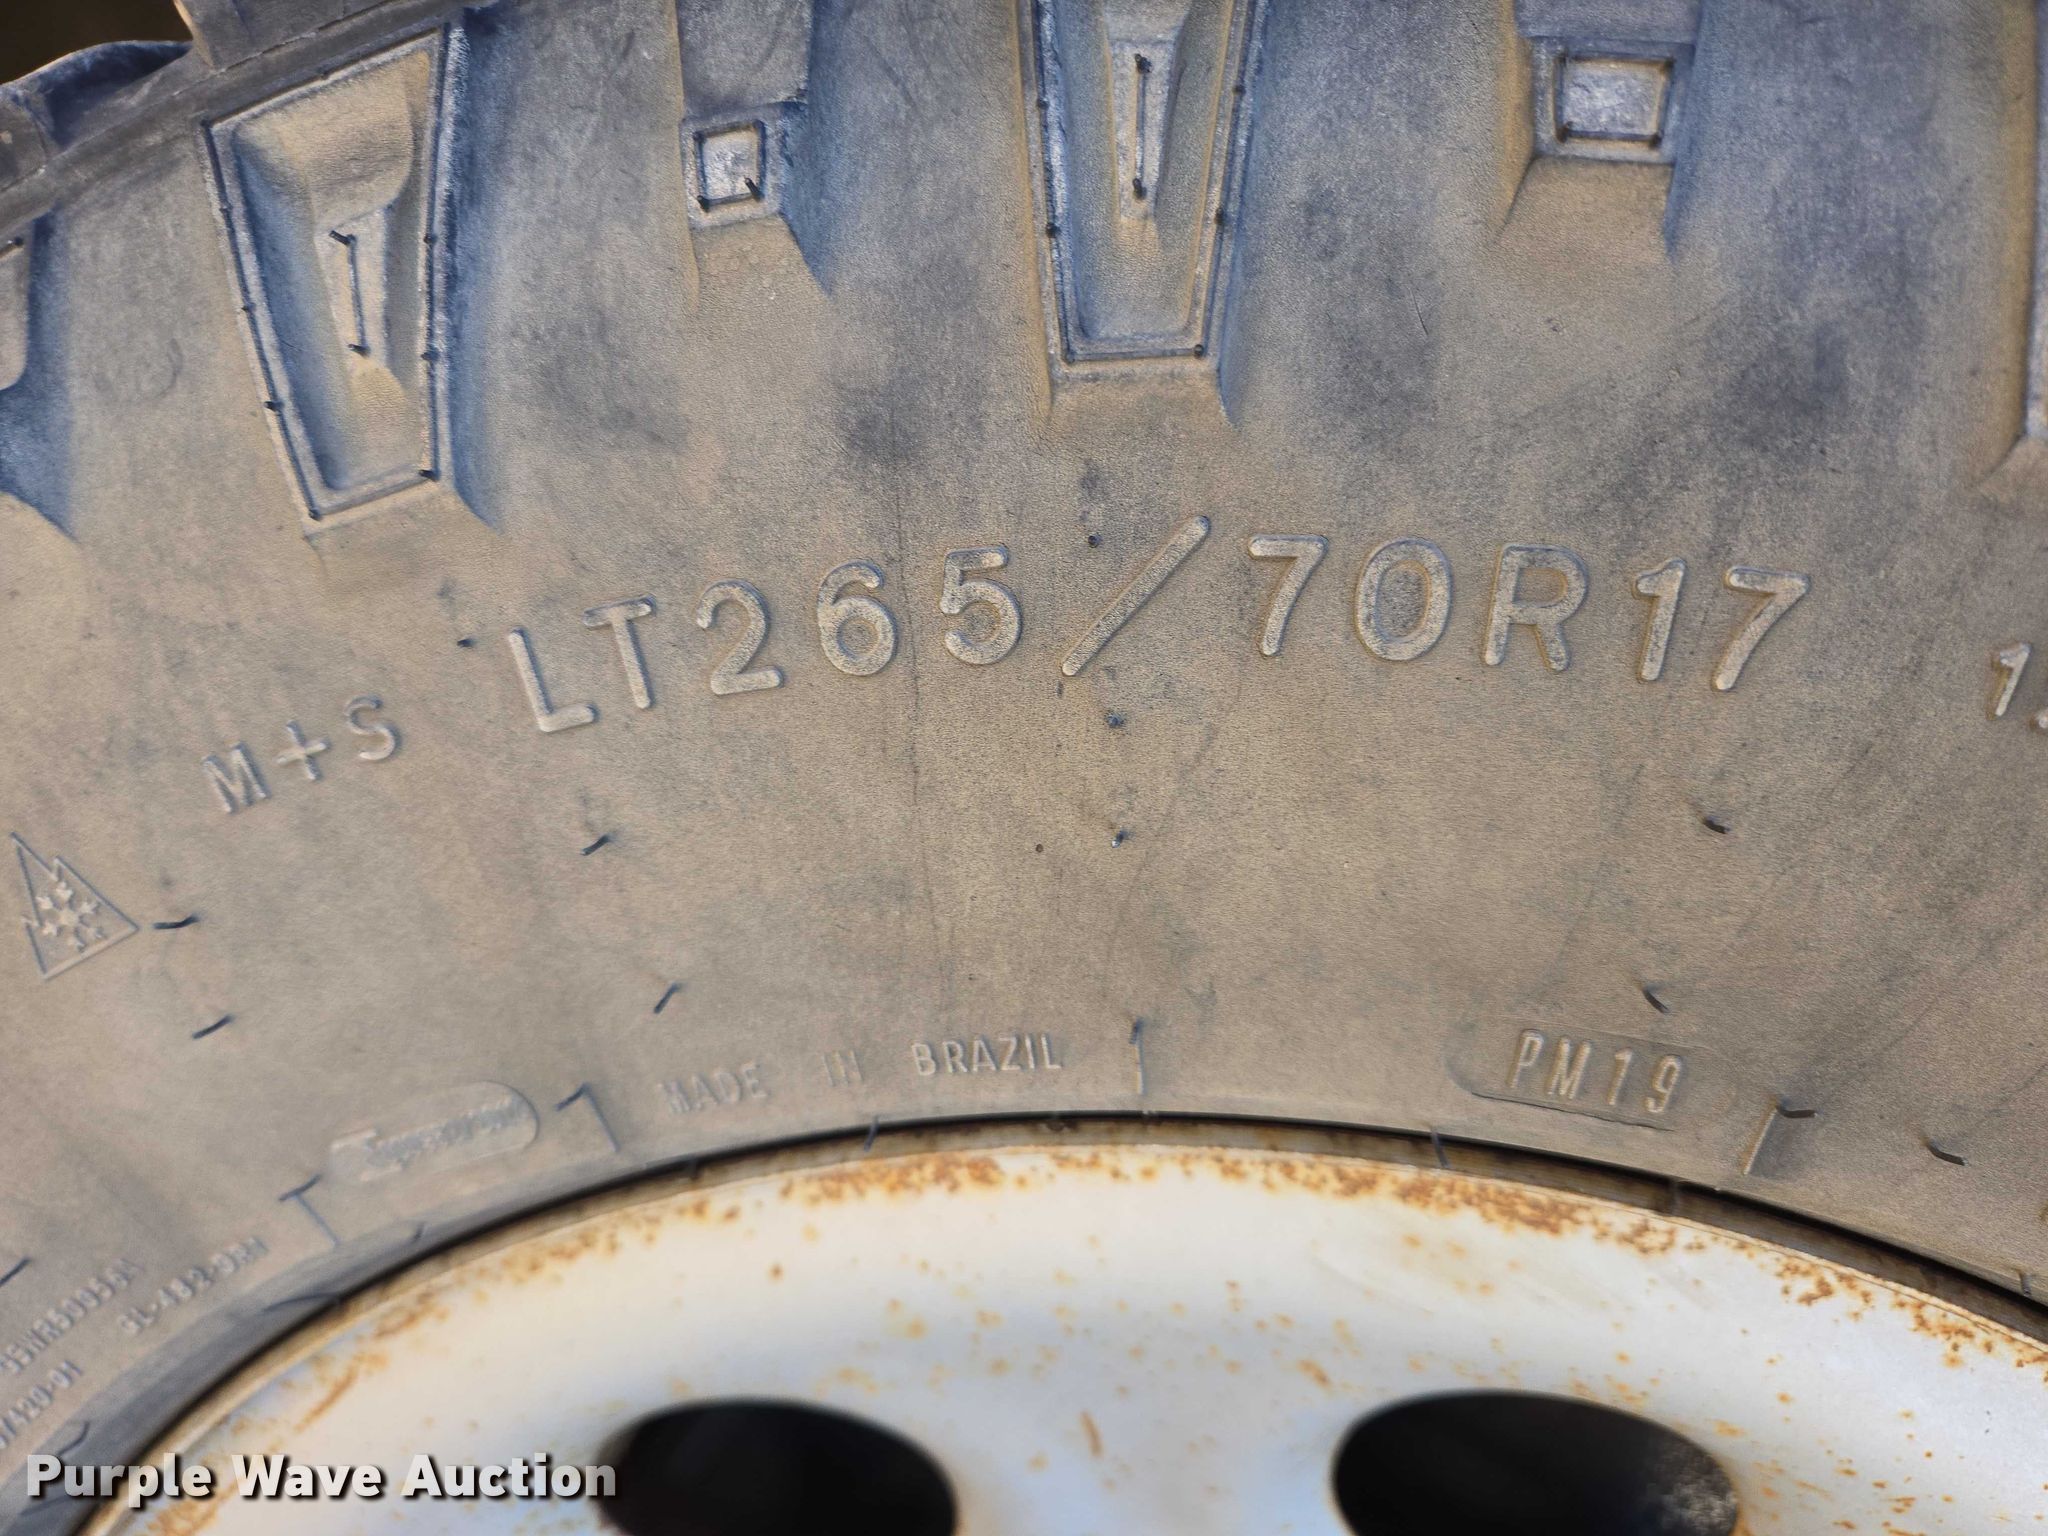 M+S LT265/70R17
MADE IN BRAZIL
PM19
Purple Wave Auction